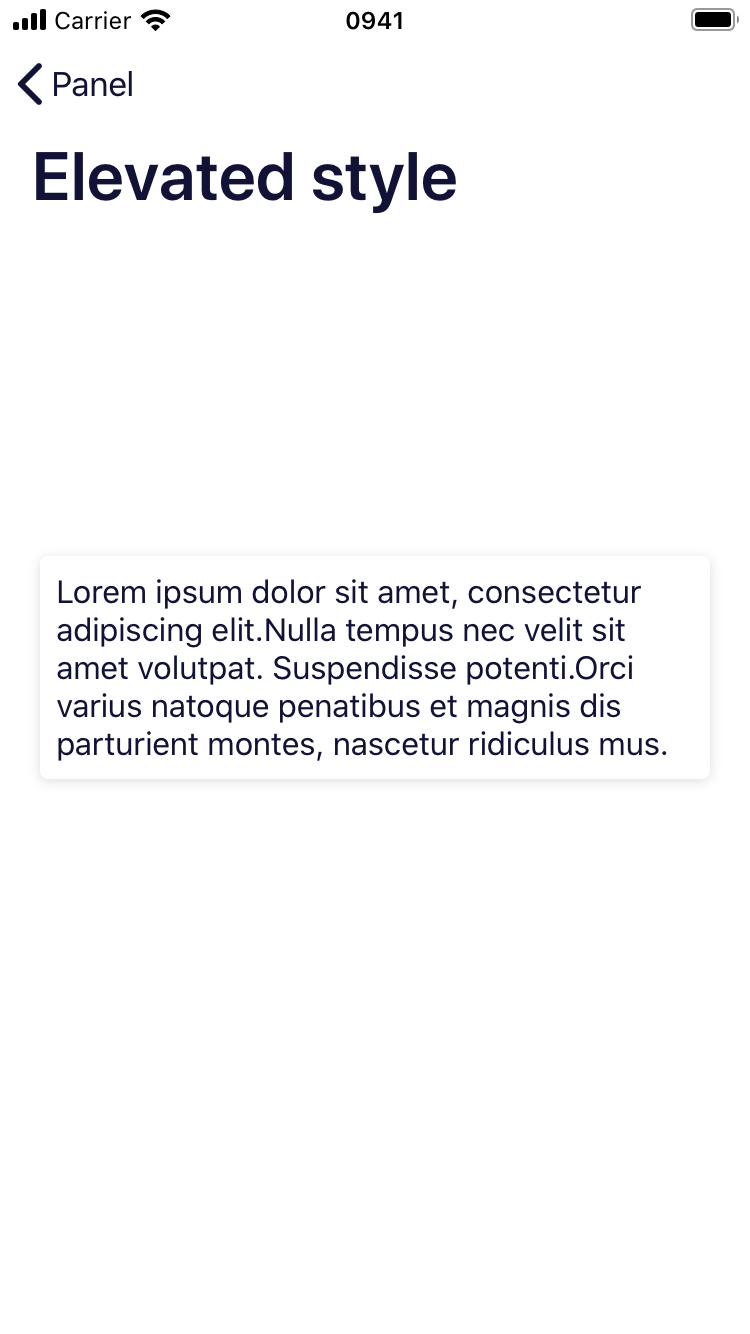 Carrier
0941
Panel
Elevated style
Lorem ipsum dolor sit amet, consectetur
adipiscing elit.Nulla tempus nec velit sit
amet volutpat. Suspendisse potenti.Orci
varius natoque penatibus et magnis dis
parturient montes, nascetur ridiculus mus.